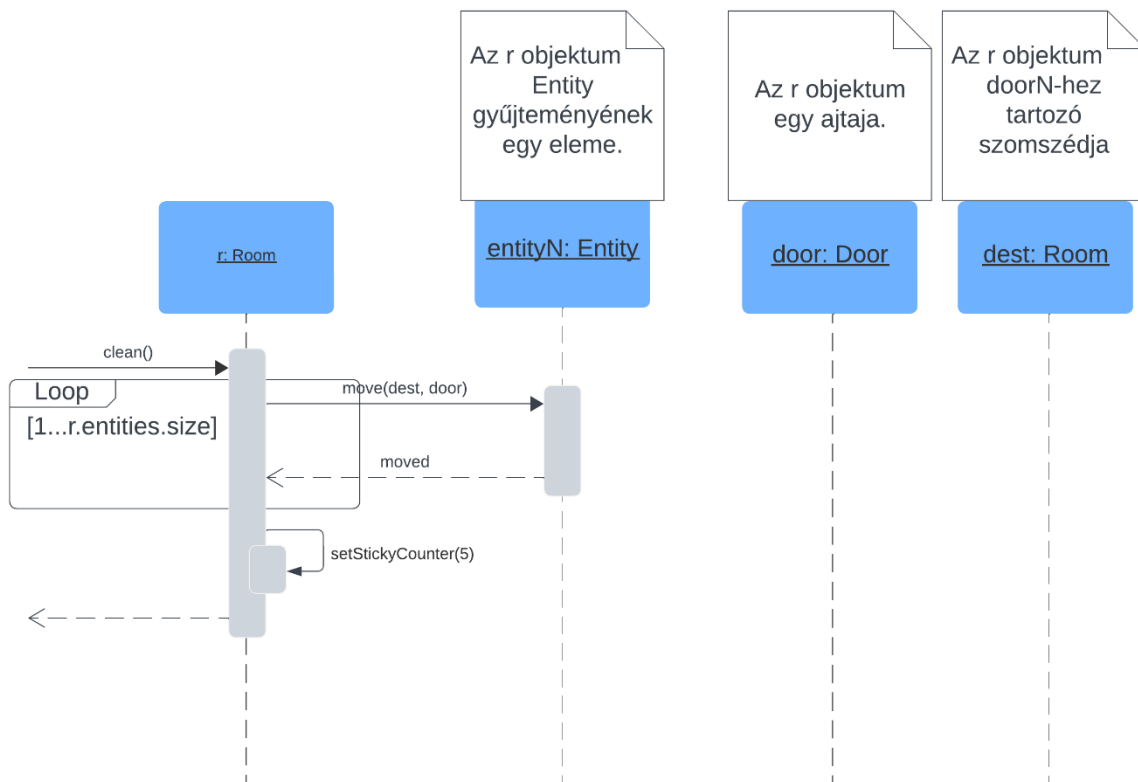 Az r objektum
Entity
gyűjteményének
egy eleme.
Az r objektum
egy ajtaja.
Az r objektum
doorN-hez
tartozó
szomszédja
r: Room
entityN: Entity
door: Door
dest: Room
clean()
Loop
[1...r.entities.size]
move(dest, door)
moved
setStickyCounter(5)